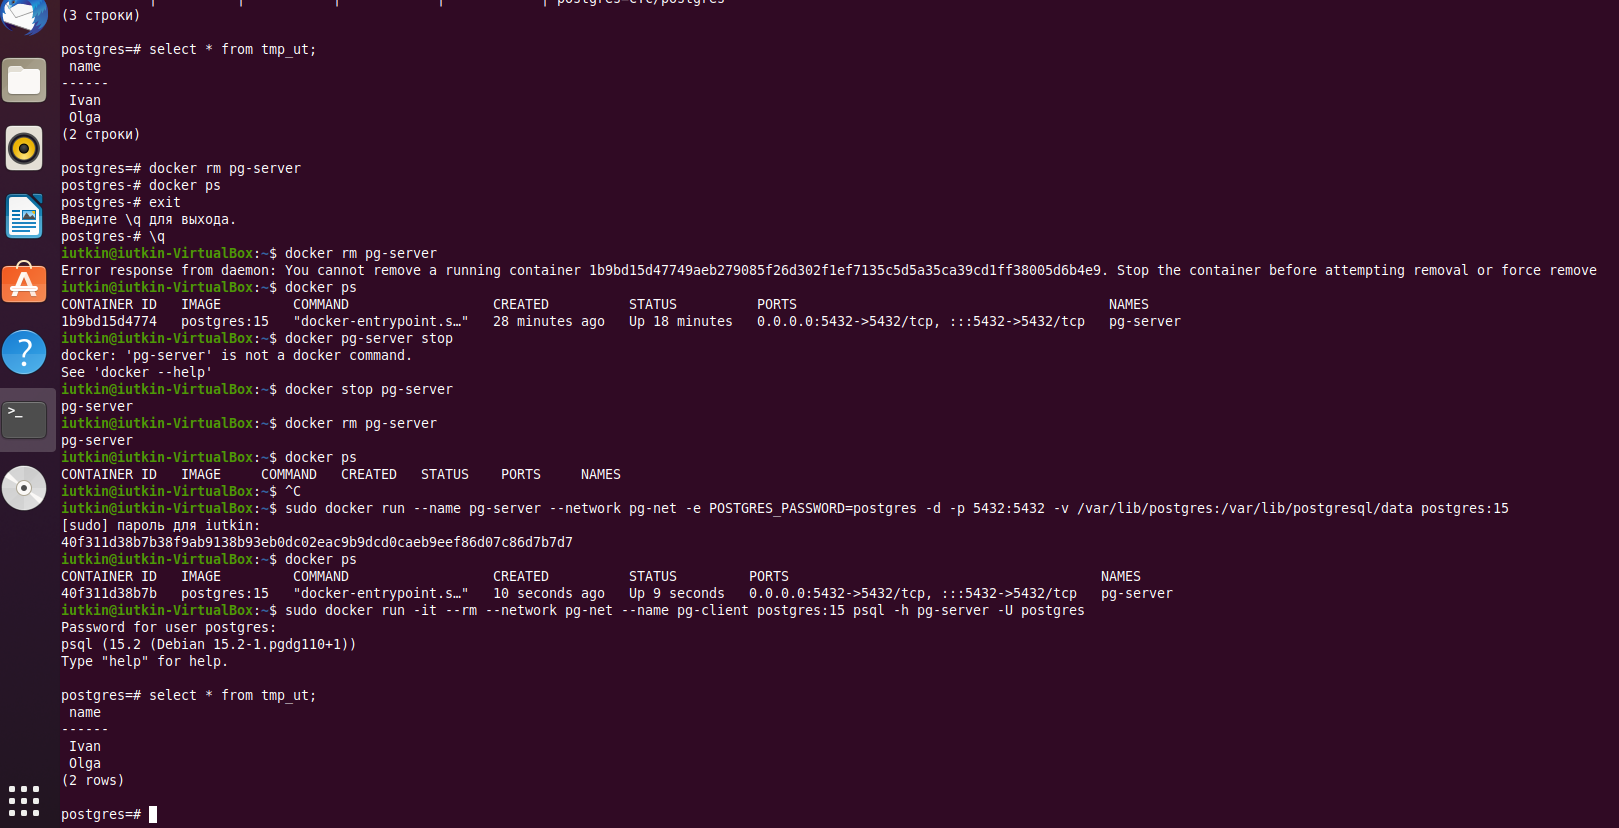 postgres=CTc/postgres
(3 строки)
postgres=# select * from tmp_ut;
name
------
Ivan
Olga
(2 строки)
postgres=# docker rm pg-server
postgres-# docker ps
postgres-# exit
Введите \q для выхода.
postgres-# \q
iutkin@iutkin-VirtualBox:~$ docker rm pg-server
Error response from daemon: You cannot remove a running container 1b9bd15d47749aeb279085f26d302f1ef7135c5d5a35ca39cd1ff38005d6b4e9. Stop the container before attempting removal or force remove
iutkin@iutkin-VirtualBox:~$ docker ps
CONTAINER ID   IMAGE         COMMAND                  CREATED          STATUS          PORTS                                       NAMES
1b9bd15d4774   postgres:15   "docker-entrypoint.s…"   28 minutes ago   Up 18 minutes   0.0.0.0:5432->5432/tcp, :::5432->5432/tcp   pg-server
iutkin@iutkin-VirtualBox:~$ docker pg-server stop
docker: 'pg-server' is not a docker command.
See 'docker --help'
iutkin@iutkin-VirtualBox:~$ docker stop pg-server
pg-server
iutkin@iutkin-VirtualBox:~$ docker rm pg-server
pg-server
iutkin@iutkin-VirtualBox:~$ docker ps
CONTAINER ID   IMAGE     COMMAND   CREATED   STATUS    PORTS     NAMES
iutkin@iutkin-VirtualBox:~$ ^C
iutkin@iutkin-VirtualBox:~$ sudo docker run --name pg-server --network pg-net -e POSTGRES_PASSWORD=postgres -d -p 5432:5432 -v /var/lib/postgres:/var/lib/postgresql/data postgres:15
[sudo] пароль для iutkin:
40f311d38b7b38f9ab9138b93eb0dc02eac9b9dcd0caeb9eef86d07c86d7b7d7
iutkin@iutkin-VirtualBox:~$ docker ps
CONTAINER ID   IMAGE         COMMAND                  CREATED          STATUS         PORTS                                       NAMES
40f311d38b7b   postgres:15   "docker-entrypoint.s…"   10 seconds ago   Up 9 seconds   0.0.0.0:5432->5432/tcp, :::5432->5432/tcp   pg-server
iutkin@iutkin-VirtualBox:~$ sudo docker run -it --rm --network pg-net --name pg-client postgres:15 psql -h pg-server -U postgres
Password for user postgres:
psql (15.2 (Debian 15.2-1.pgdg110+1))
Type "help" for help.
postgres=# select * from tmp_ut;
name
------
Ivan
Olga
(2 rows)
postgres=#